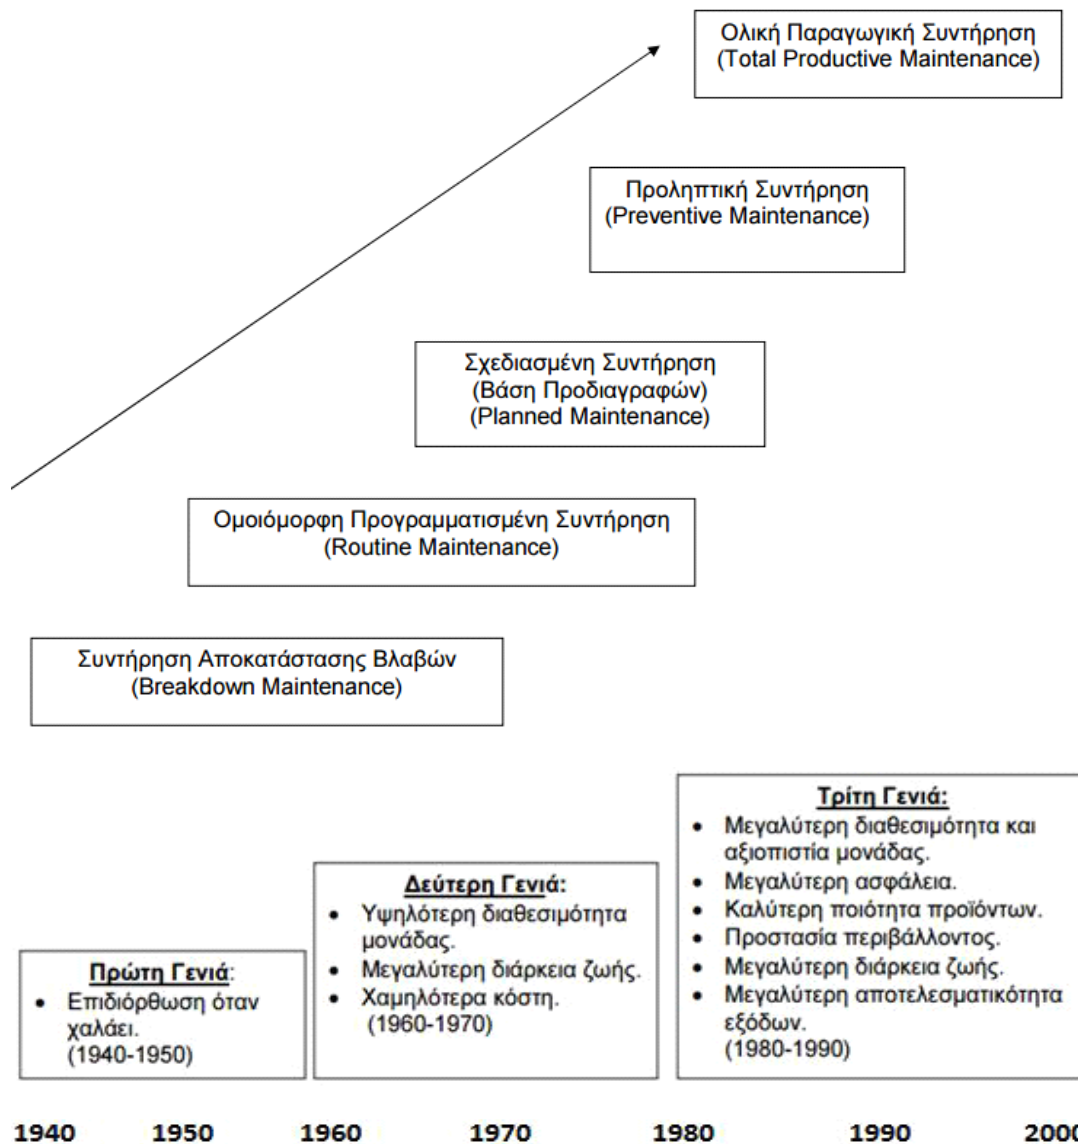 Ολική Παραγωγική Συντήρηση
(Total Productive Maintenance)
Προληπτική Συντήρηση
(Preventive Maintenance)
Σχεδιασμένη Συντήρηση
(Βάση Προδιαγραφών)
(Planned Maintenance)
Ομοιόμορφη Προγραμματισμένη Συντήρηση
(Routine Maintenance)
Συντήρηση Αποκατάστασης Βλαβών
(Breakdown Maintenance)
Πρώτη Γενιά:
• Επιδιόρθωση όταν
χαλάει.
(1940-1950)
Δεύτερη Γενιά:
• Υψηλότερη διαθεσιμότητα
μονάδας.
• Μεγαλύτερη διάρκεια ζωής.
• Χαμηλότερα κόστη.
(1960-1970)
Τρίτη Γενιά:
• Μεγαλύτερη διαθεσιμότητα και
αξιοπιστία μονάδας.
• Μεγαλύτερη ασφάλεια.
• Καλύτερη ποιότητα προϊόντων.
• Προστασία περιβάλλοντος.
• Μεγαλύτερη διάρκεια ζωής.
• Μεγαλύτερη αποτελεσματικότητα
εξόδων.
(1980-1990)
1940 1950 1960 1970 1980 1990 2000